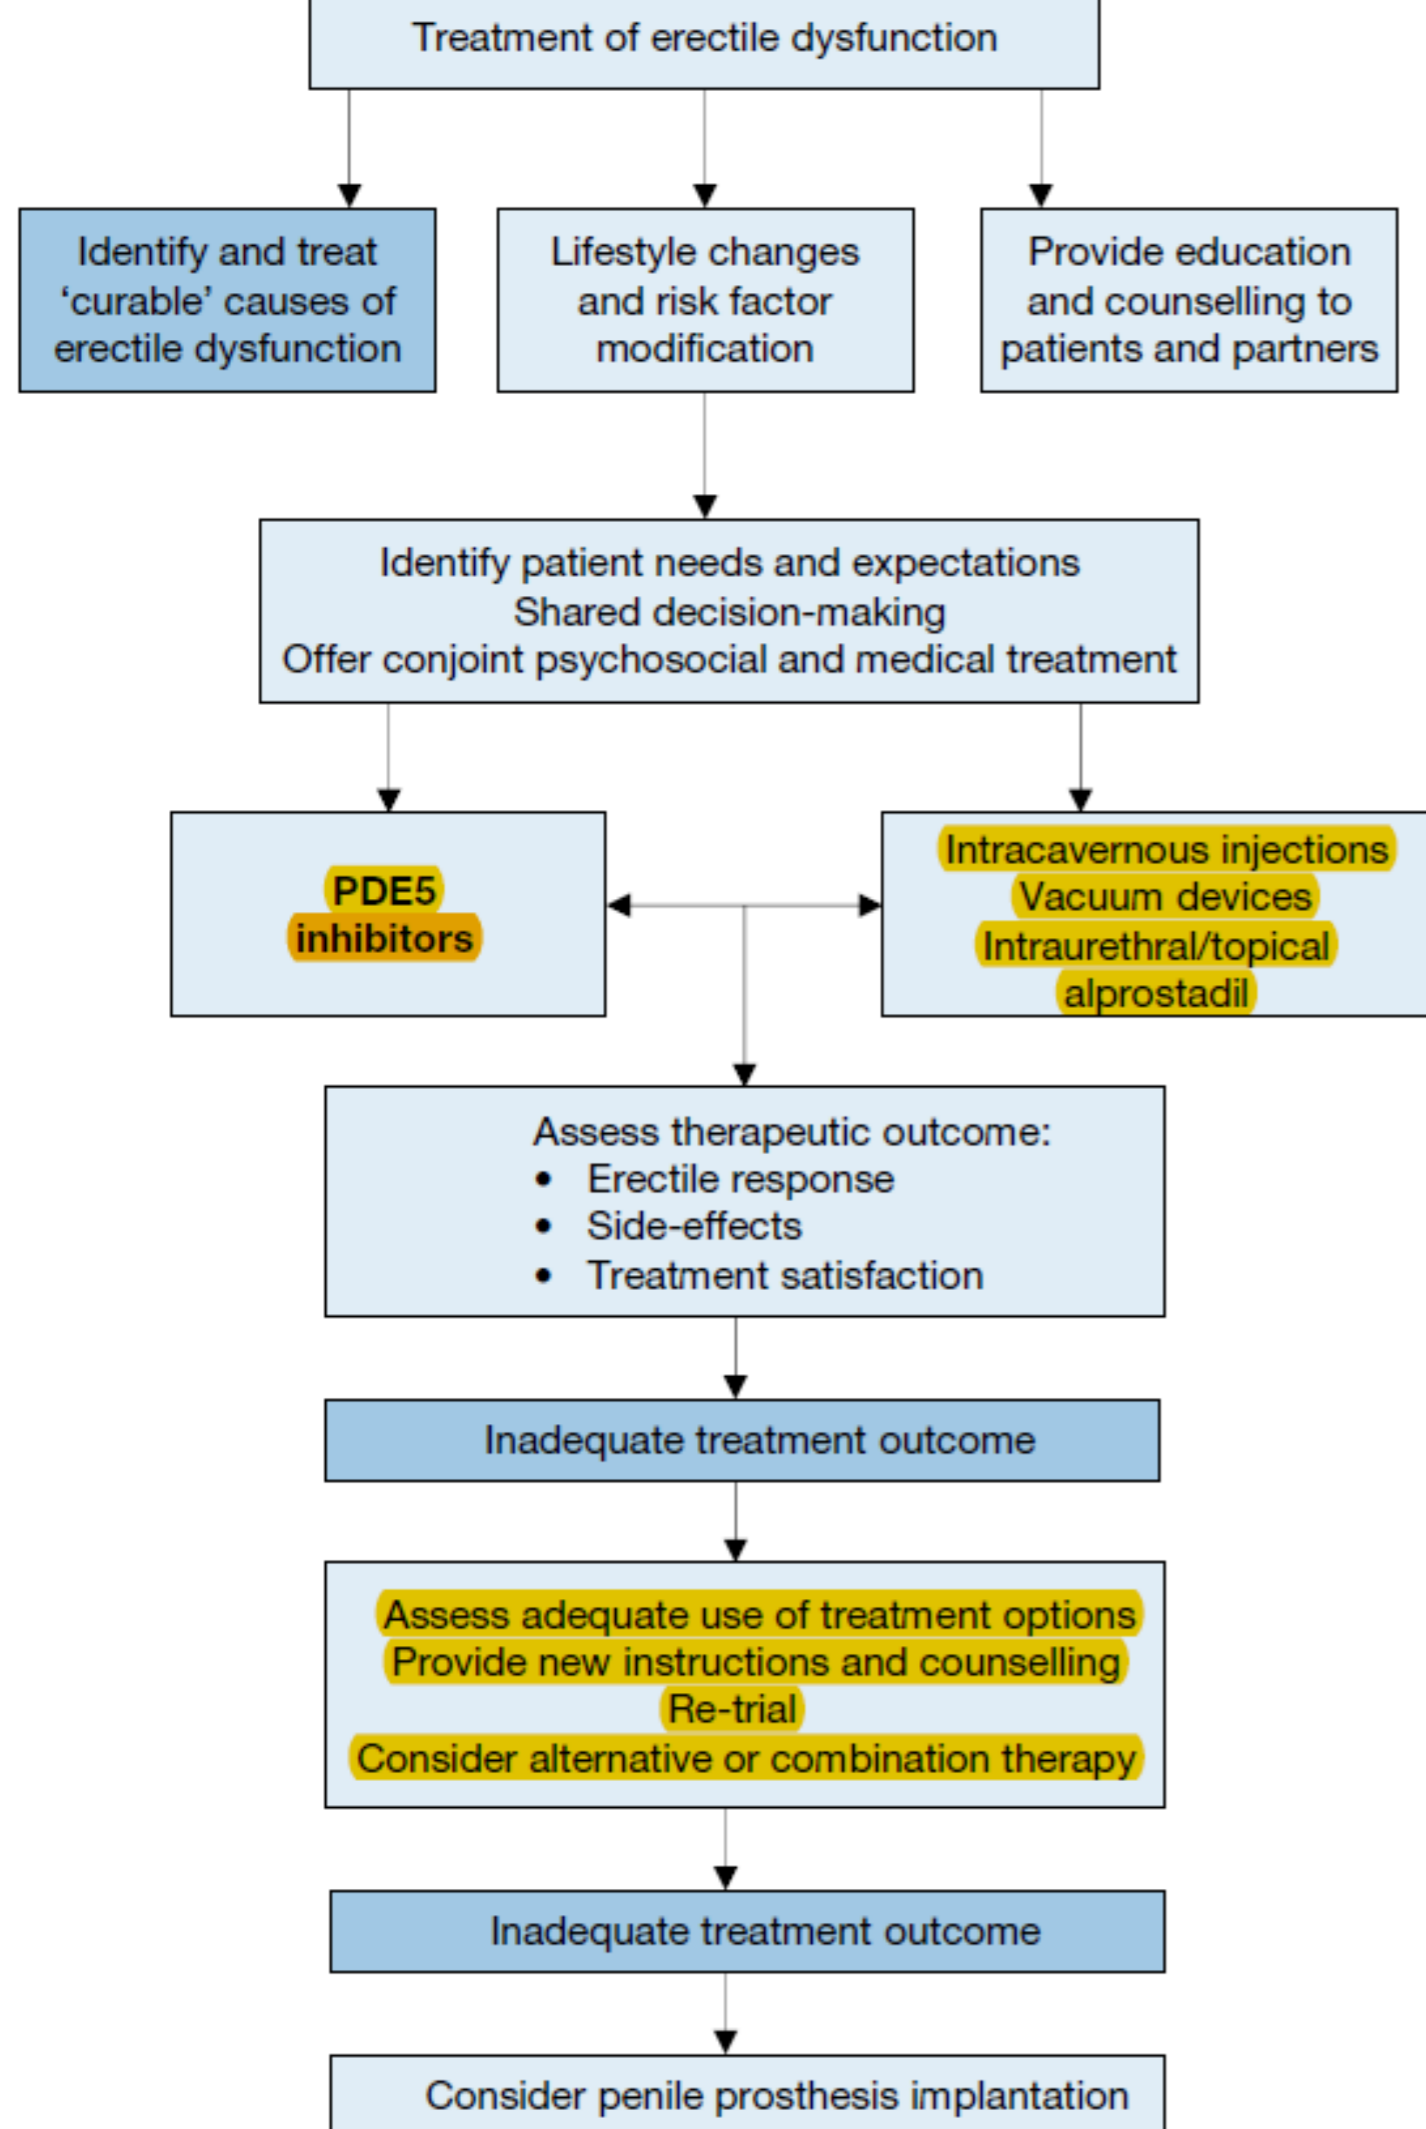 Treatment of erectile dysfunction
Identify and treat
‘curable’ causes of
erectile dysfunction
Lifestyle changes
and risk factor
modification
Provide education
and counselling to
patients and partners
Identify patient needs and expectations
Shared decision-making
Offer conjoint psychosocial and medical treatment
PDE5
inhibitors
Intracavernous injections
Vacuum devices
Intraurethral/topical
alprostadil
Assess therapeutic outcome:
• Erectile response
• Side-effects
• Treatment satisfaction
Inadequate treatment outcome
Assess adequate use of treatment options
Provide new instructions and counselling
Re-trial
Consider alternative or combination therapy
Inadequate treatment outcome
Consider penile prosthesis implantation